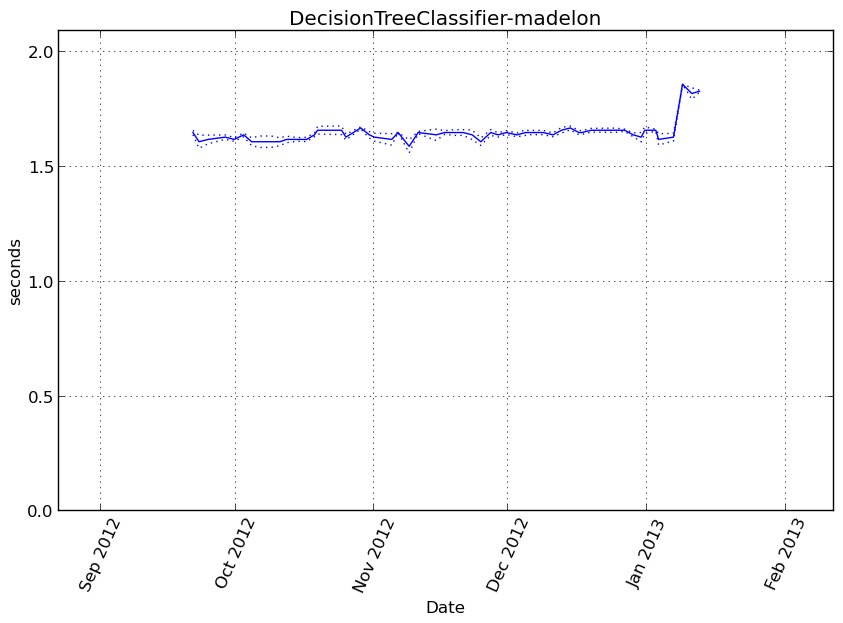 DecisionTreeClassifier-madelon
2.0
1.5
1.0
0.5
0.0
seconds
Sep 2012
Oct 2012
Nov 2012
Dec 2012
Jan 2013
Feb 2013
Date